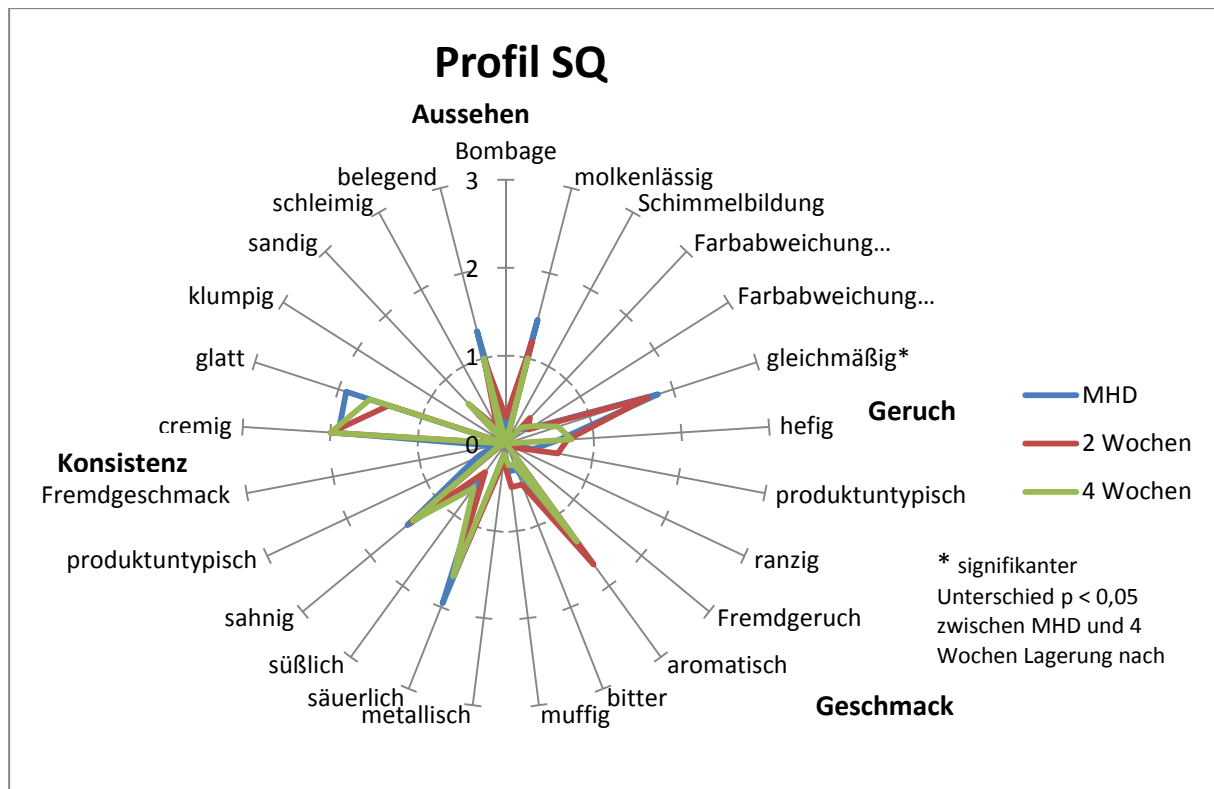 Profil SQ
Aussehen
Bombage
molkenlässig
Schimmelbildung
Farbabweichung...
Farbabweichung...
gleichmäßig*
Geruch
hefig
produktuntypisch
ranzig
Fremdgeruch
aromatisch
Geschmack
bitter
muffig
metallisch
säuerlich
süßlich
sahnig
produktuntypisch
Fremdgeschmack
Konsistenz
cremig
glatt
klumpig
sandig
schleimig
belegend
3
2
1
0
MHD
2 Wochen
4 Wochen
* signifikanter
Unterschied p < 0,05
zwischen MHD und 4
Wochen Lagerung nach